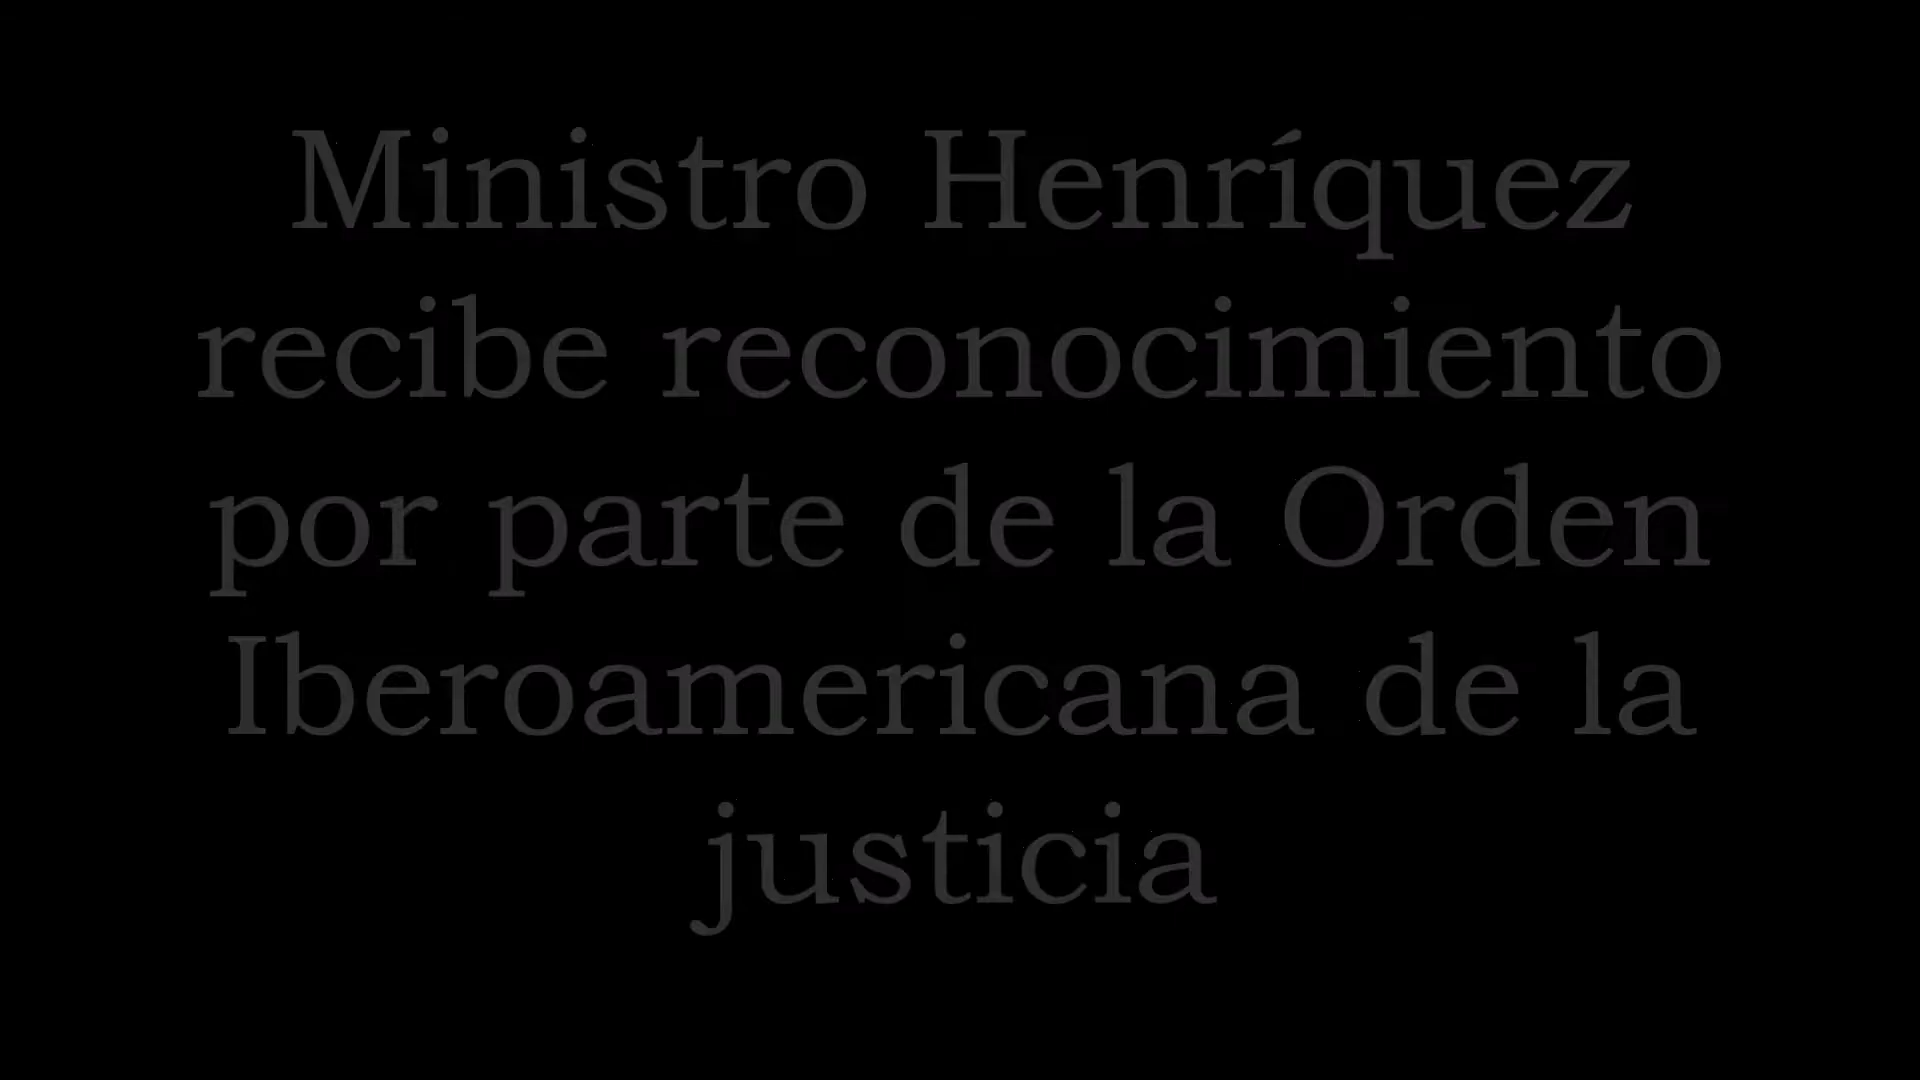 Ministro Henríquez
recibe reconocimiento
por parte de la Orden
Iberoamericana de la
justicia